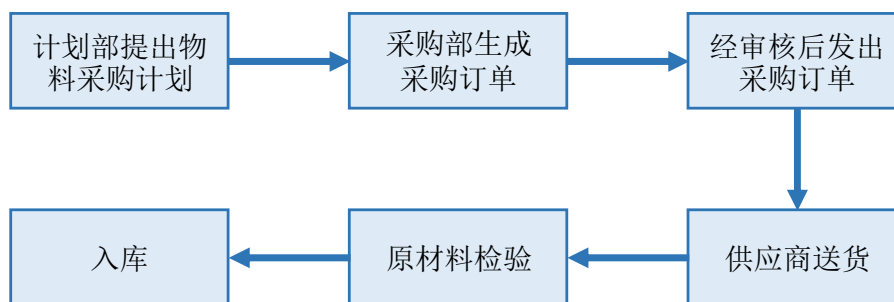 计划部提出物
料采购计划
采购部生成
采购订单
经审核后发出
采购订单
供应商送货
原材料检验
入库